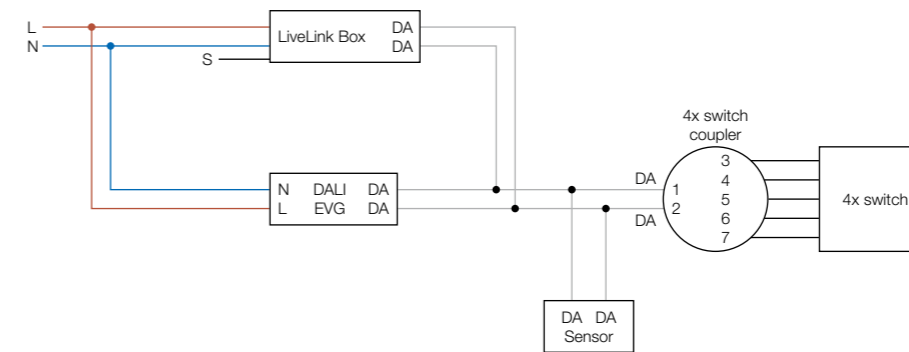 L
N
S
LiveLink Box
DA
DA
N DALI DA
L EVG DA
DA
DA
4x switch
coupler
1
2
3
4
5
6
7
4x switch
DA DA
Sensor